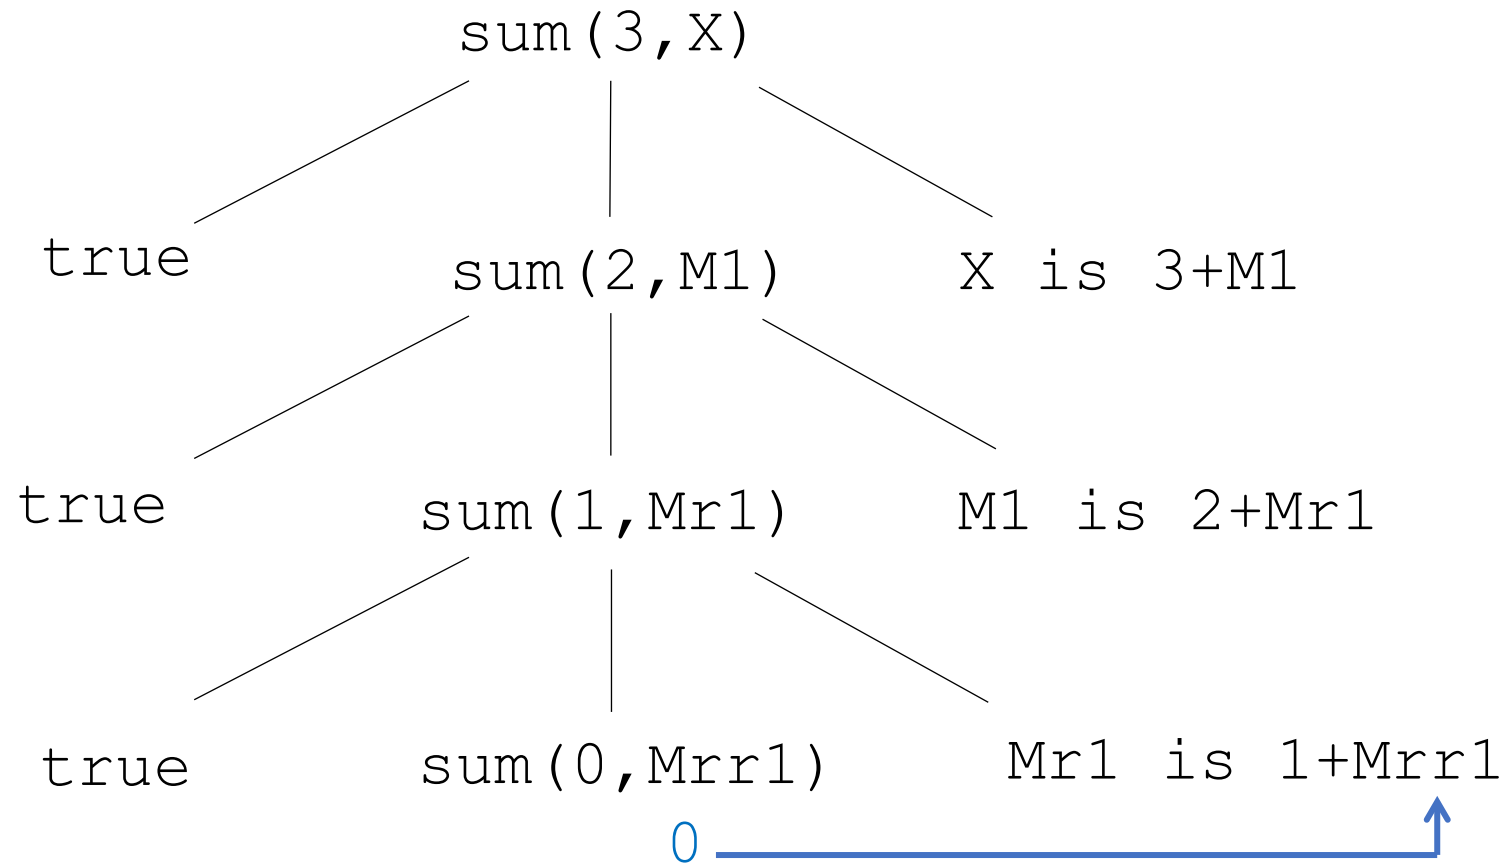 sum(3,X)
true sum(2,M1) X is 3+M1
true sum(1,Mr1) M1 is 2+Mr1
true sum(0,Mrr1) Mr1 is 1+Mrr1
0